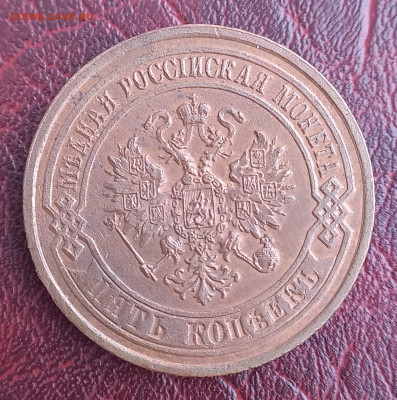 МѢДНАЯ РОССІЙСКАЯ МОНЕТА
ПЯТЬ КОПѢЕКЪ